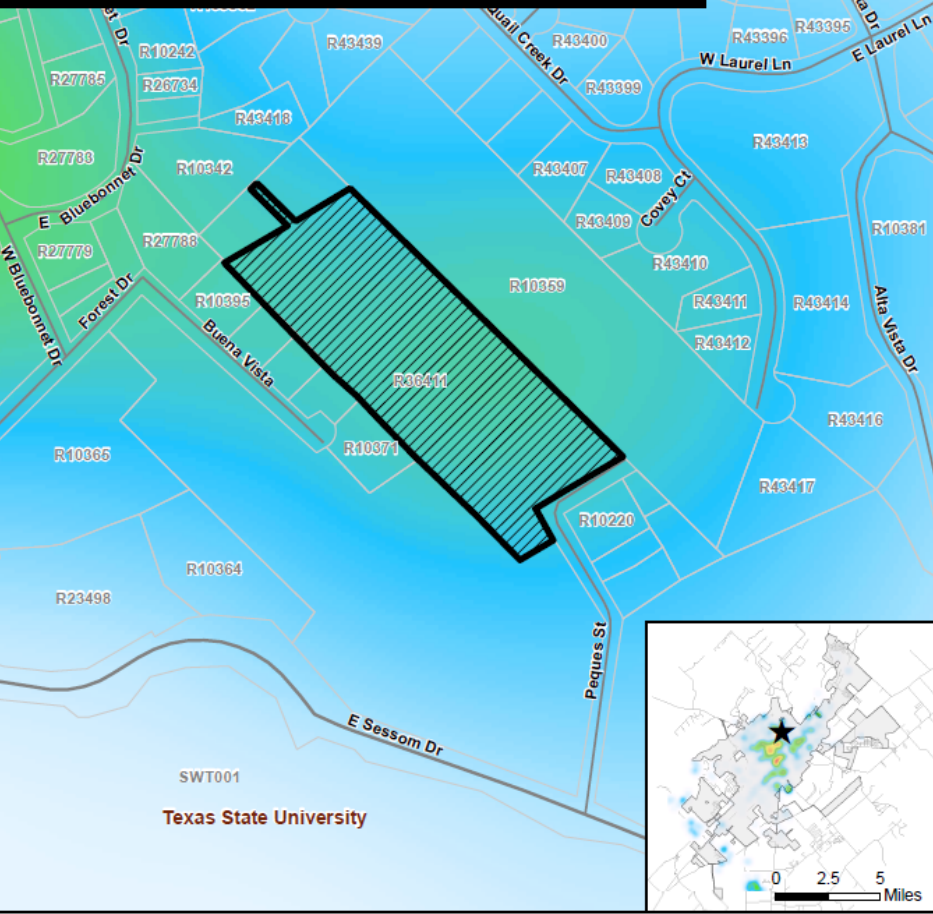 et Dr
R10242
R43439
Quail Creek Dr
R43400
R43396
R43395
a Dr
E Laurel Ln
W Laurel Ln
R27785
R26734
R43399
R43418
R43413
R27783
R10342
R43407
R43408
E Bluebonnet Dr
Covey Ct
R43409
R10381
R27788
R27779
W Bluebonnet Dr
R43410
Forest Dr
R10395
R10359
R43411
R43414
Alta Vista Dr
Buena Vista
R43412
R36411
R43416
R10371
R10365
R43417
R10220
R10364
R23498
Peques St
E Sessom Dr
SWT001
Texas State University
0 2.5 5
Miles